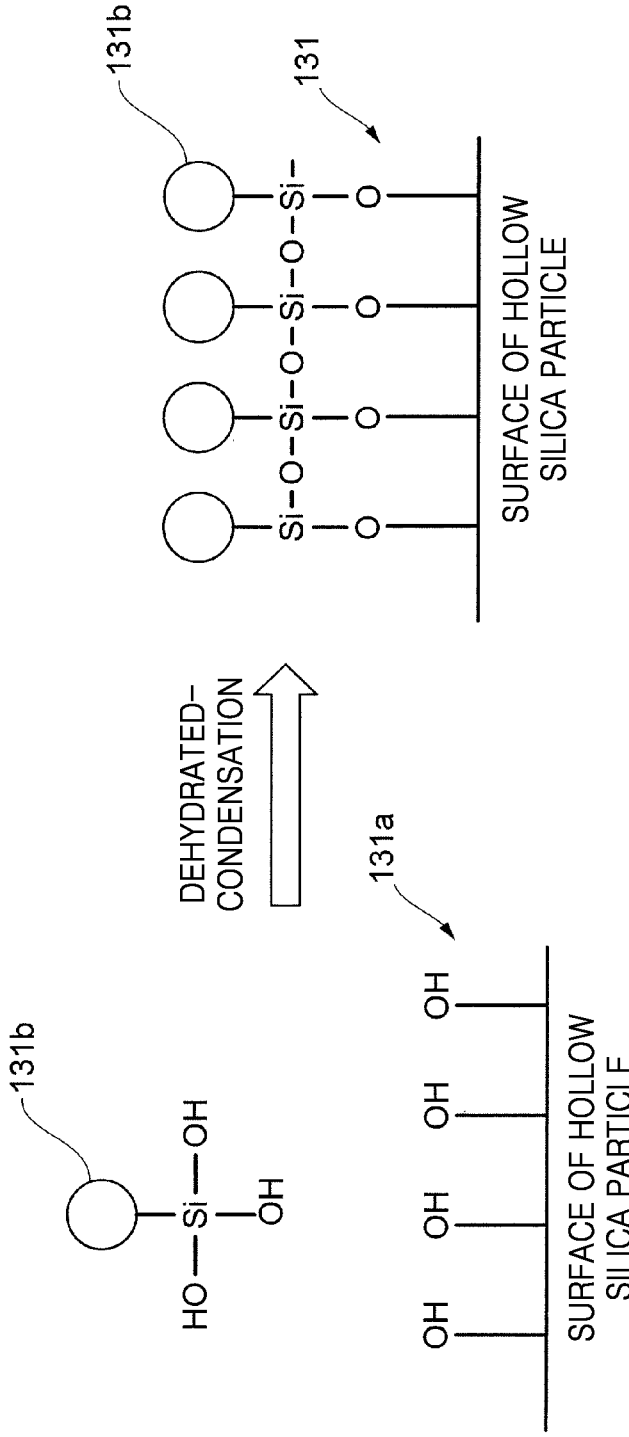 131b
HO—Si—OH
OH
131a
OH OH OH OH
SURFACE OF HOLLOW
SILICA PARTICLE
DEHYDRATED-
CONDENSATION
131b
Si—O—Si—O—Si—O—Si—
131
O O O O
SURFACE OF HOLLOW
SILICA PARTICLE